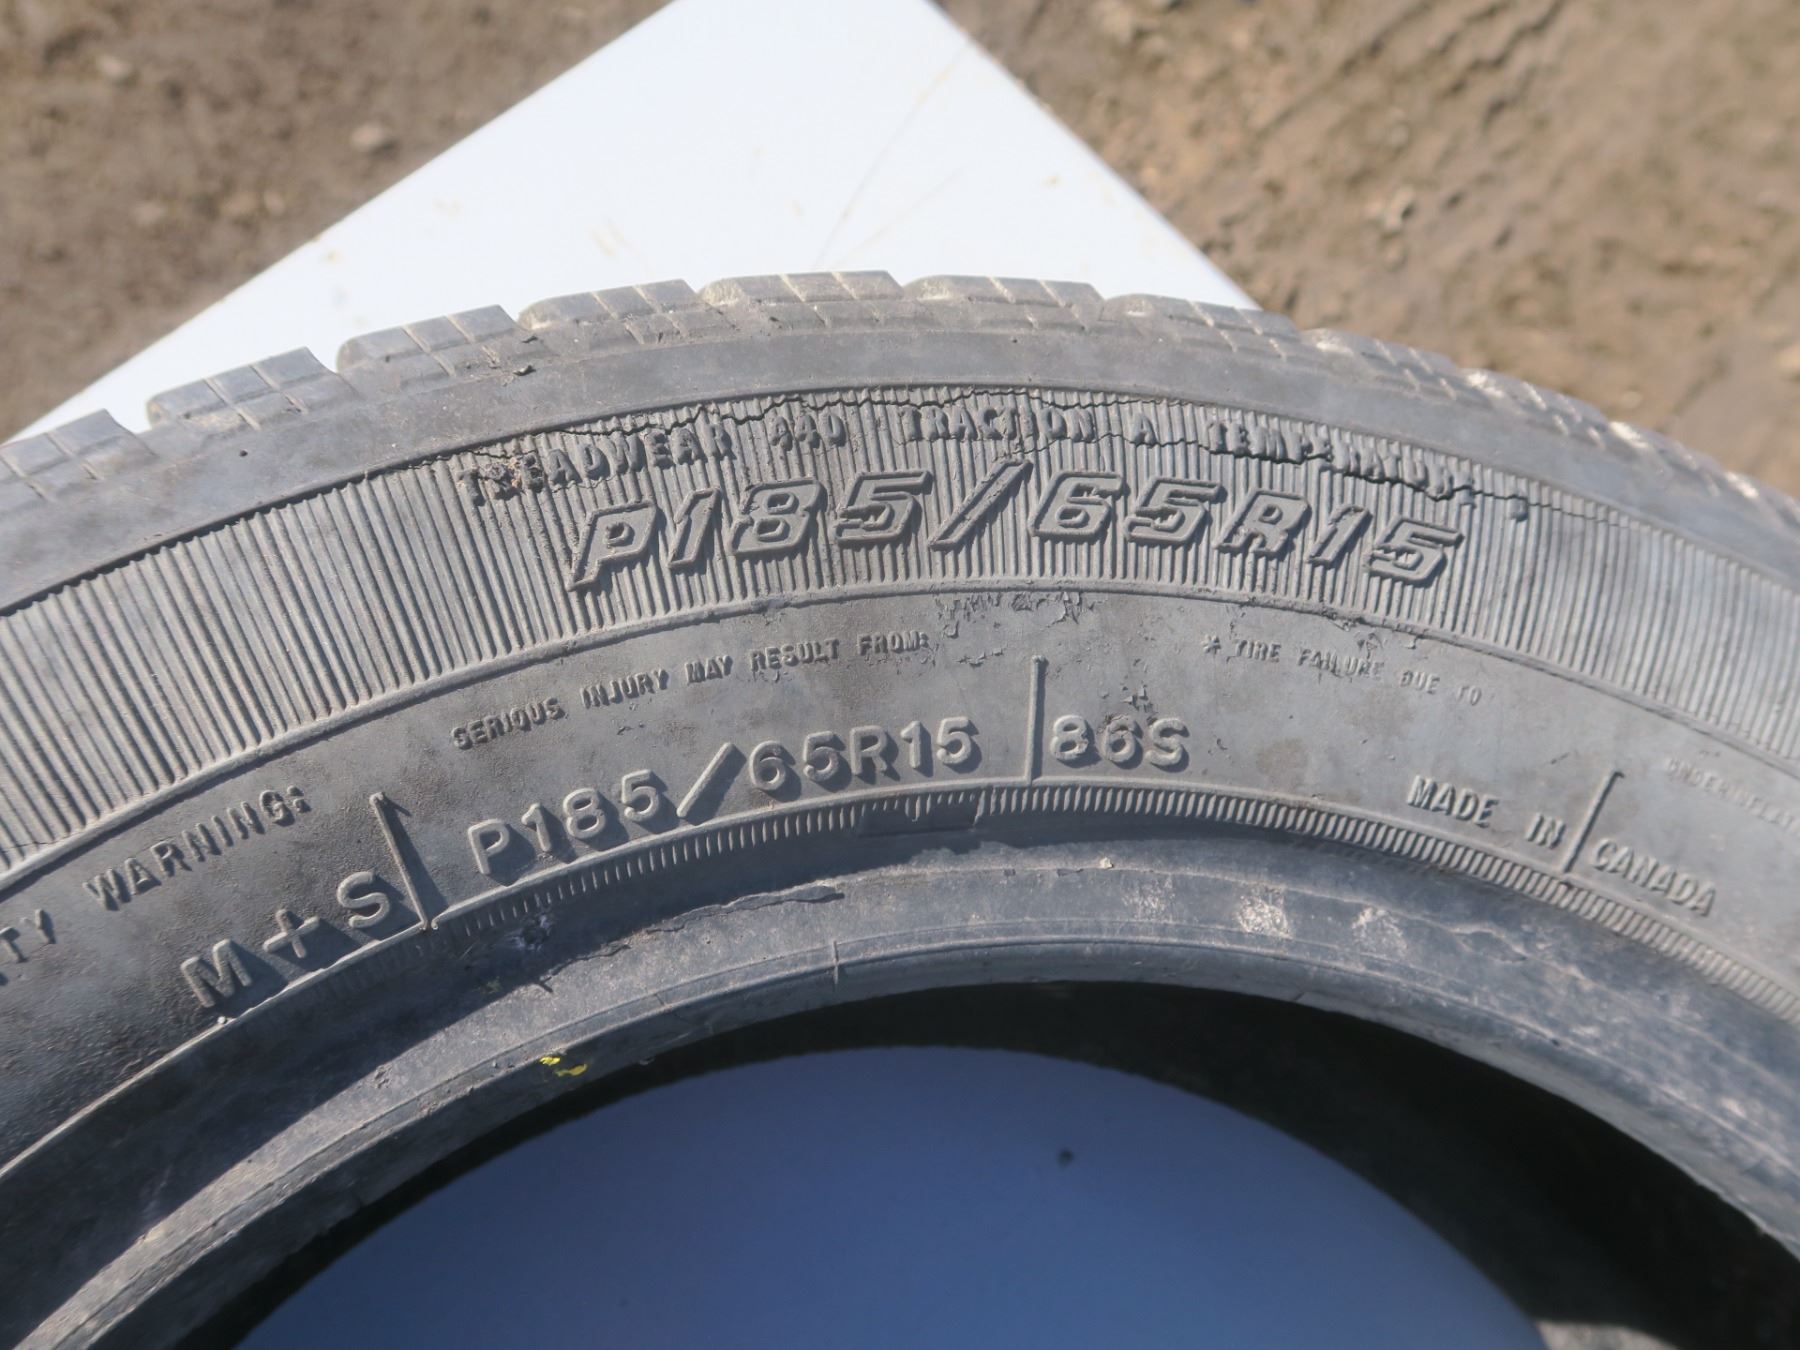 TREADWEAR 440 TRACTION A TEMPERATURE
P185/65R15
SERIOUS INJURY MAY RESULT FROM:
* TIRE FAILURE DUE TO
WARNING:
M+S
P185/65R15 86S
MADE IN CANADA